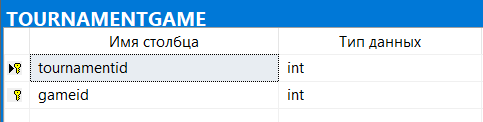 TOURNAMENTGAME
Имя столбца Тип данных
tournamentid int
gameid int